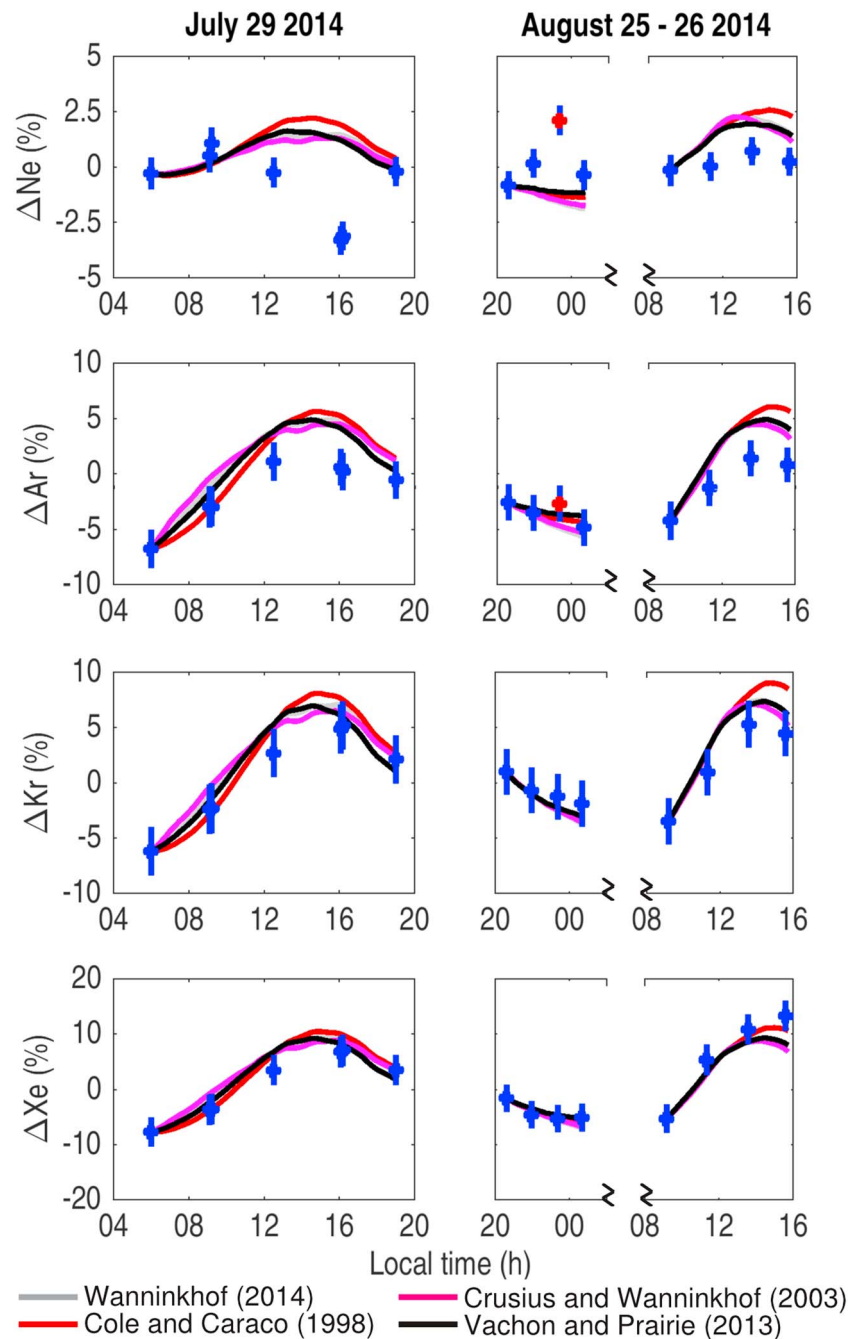 July 29 2014 August 25 - 26 2014
ΔNe (%)
5
2.5
0
-2.5
-5
04 08 12 16 20 20 00 08 12 16
ΔAr (%)
10
5
0
-5
-10
04 08 12 16 20 20 00 08 12 16
ΔKr (%)
10
5
0
-5
-10
04 08 12 16 20 20 00 08 12 16
ΔXe (%)
20
10
0
-10
-20
04 08 12 16 20 20 00 08 12 16
Local time (h)
Wanninkhof (2014) Crusius and Wanninkhof (2003)
Cole and Caraco (1998) Vachon and Prairie (2013)